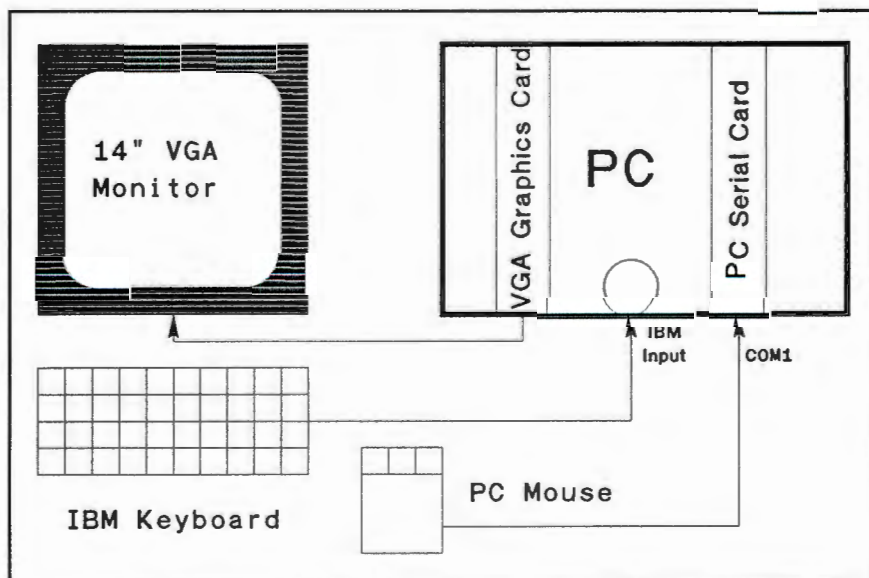 14" VGA
Monitor
VGA Graphics Card
PC
PC Serial Card
IBM
Input
COM1
IBM Keyboard
PC Mouse